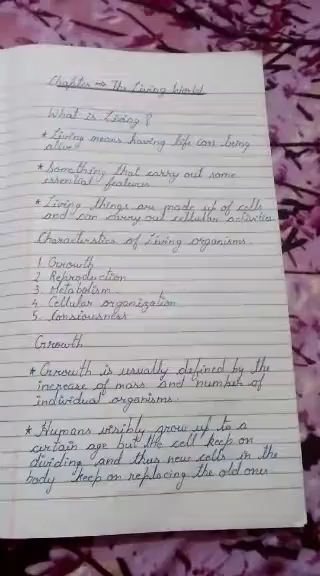 Chapter → The Living World
What is Living?
* Living means having life can being
alive
* Something that carry out some
essential features
* Living things are made up of cells
and can carry out cellular activities
Characterstics of Living organisms.
1. Growth
2. Reproduction
3. Metabolism
4. Cellular organization
5. Consiousness
Growth
* Growth is usually defined by the
increase of mass and number of
individual organisms.
* Humans visibly grow up to a
certain age but the cell keep on
dividing and thus new cells in the
body keep on replacing the old one